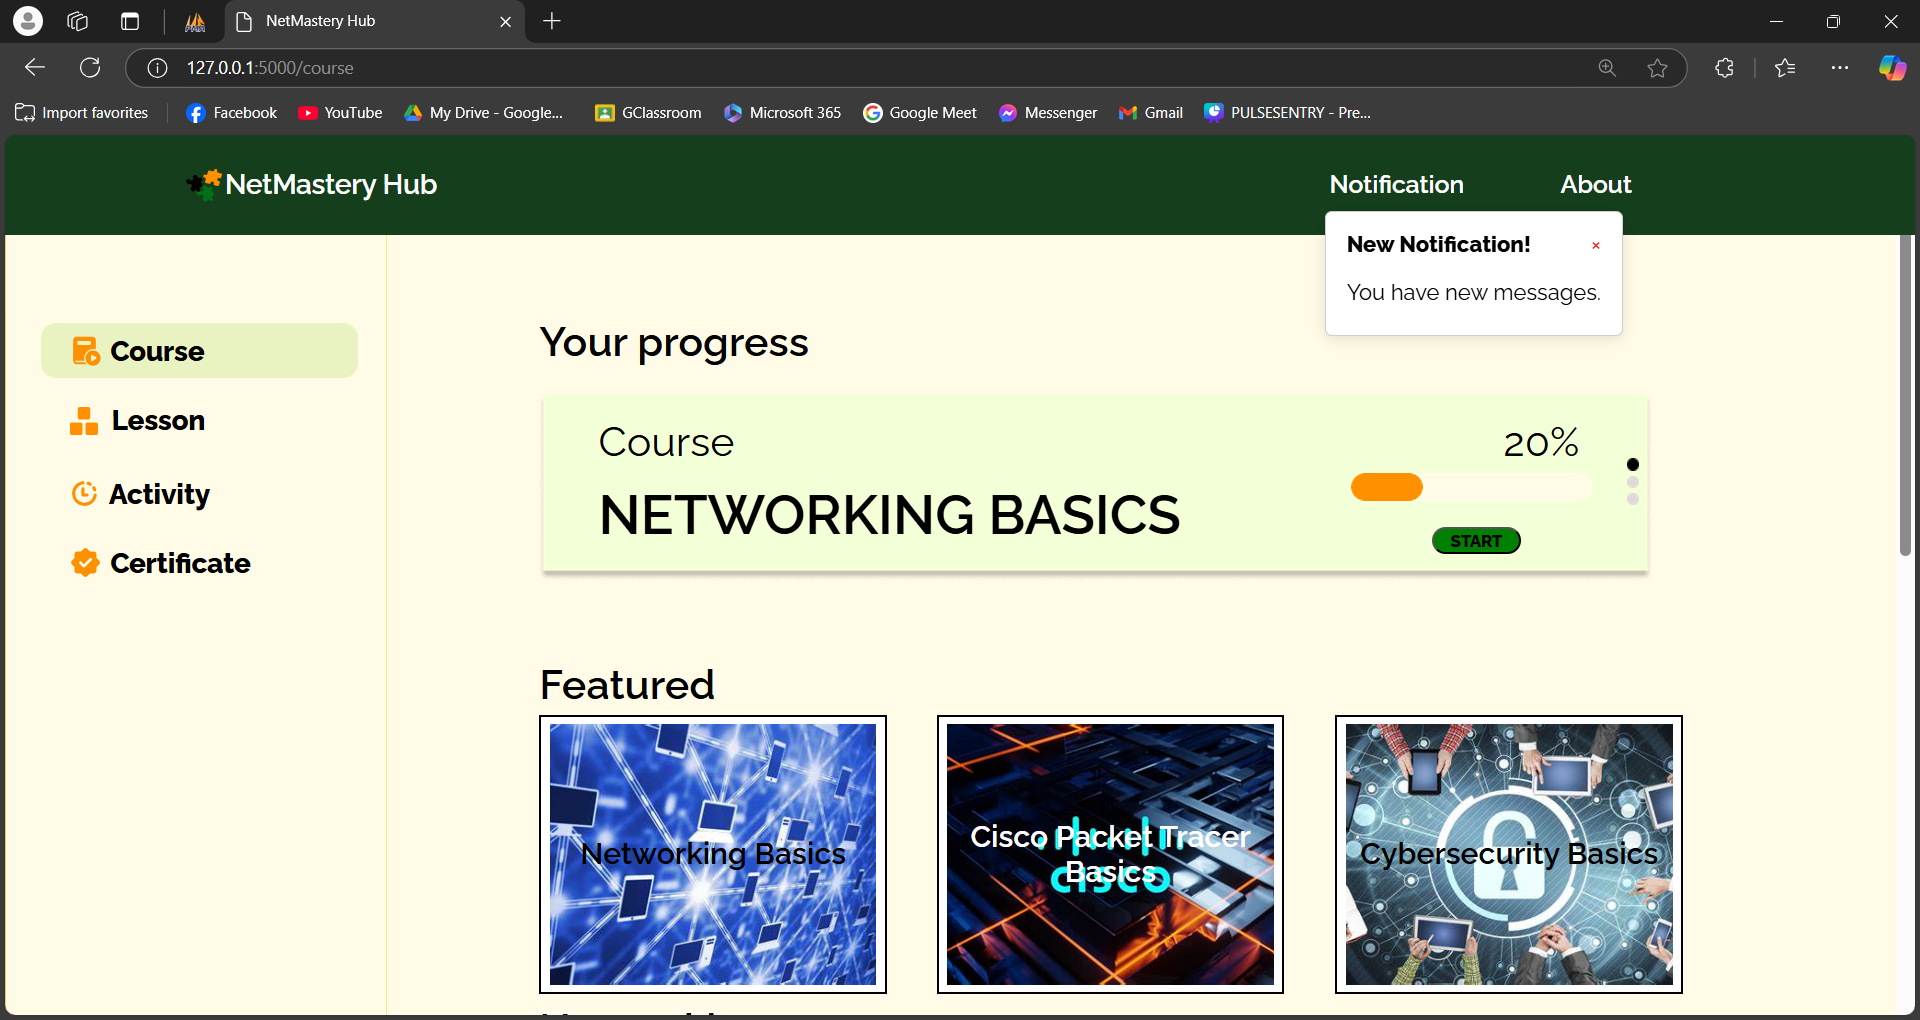 NetMastery Hub
127.0.0.1:5000/course
Import favorites
Facebook
YouTube
My Drive - Google...
GClassroom
Microsoft 365
Google Meet
Messenger
Gmail
PULSESENTRY - Pre...
NetMastery Hub
Notification
About
New Notification!
×
You have new messages.
Course
Lesson
Activity
Certificate
Your progress
Course
20%
NETWORKING BASICS
START
Featured
Networking Basics
Cisco Packet Tracer
Basics
cisco
Cybersecurity Basics